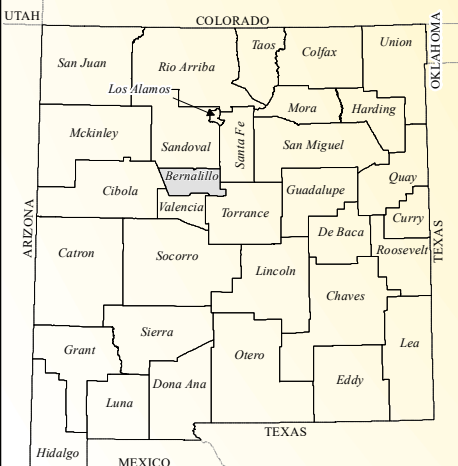 UTAH
COLORADO
OKLAHOMA
Taos
Colfax
Union
San Juan
Rio Arriba
Los Alamos
Mora
Harding
Mckinley
Sandoval
Santa Fe
San Miguel
Bernalillo
Quay
Cibola
Guadalupe
Valencia
Torrance
Curry
ARIZONA
De Baca
TEXAS
Roosevelt
Catron
Socorro
Lincoln
Chaves
Sierra
Otero
Grant
Lea
Dona Ana
Eddy
Luna
TEXAS
Hidalgo
MEXICO